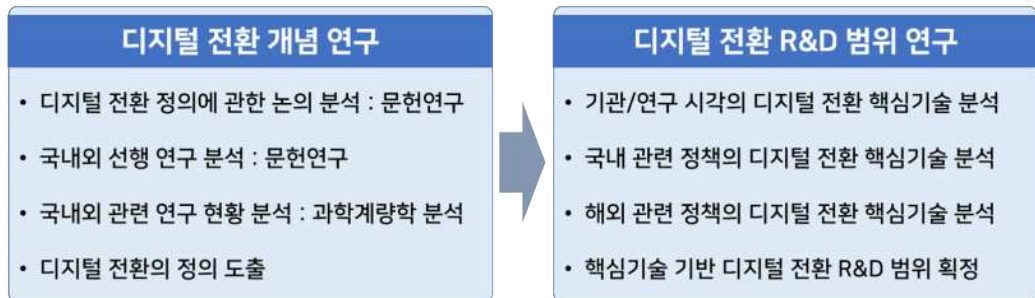 디지털 전환 개념 연구
• 디지털 전환 정의에 관한 논의 분석 : 문헌연구
• 국내외 선행 연구 분석 : 문헌연구
• 국내외 관련 연구 현황 분석 : 과학계량학 분석
• 디지털 전환의 정의 도출
디지털 전환 R&D 범위 연구
• 기관/연구 시각의 디지털 전환 핵심기술 분석
• 국내 관련 정책의 디지털 전환 핵심기술 분석
• 해외 관련 정책의 디지털 전환 핵심기술 분석
• 핵심기술 기반 디지털 전환 R&D 범위 획정